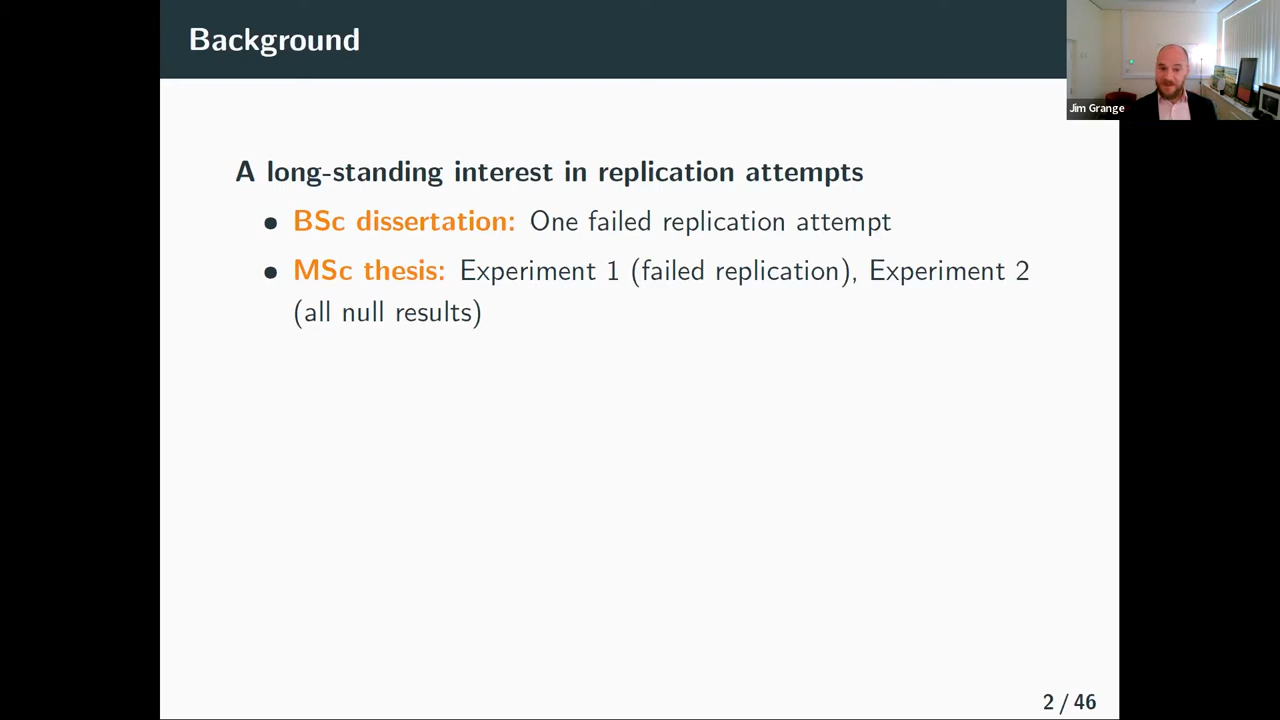 Background
Jim Grange
A long-standing interest in replication attempts
• BSc dissertation: One failed replication attempt
• MSc thesis: Experiment 1 (failed replication), Experiment 2
(all null results)
2 / 46